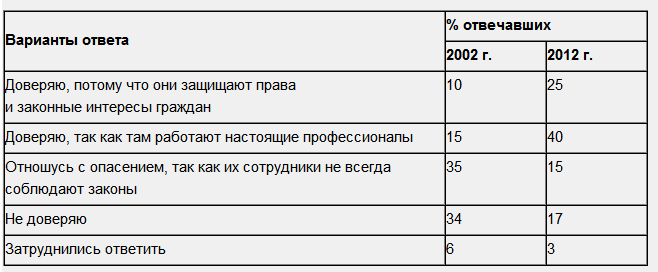 Варианты ответа
% отвечавших
2002 г. 2012 г.
Доверяю, потому что они защищают права
и законные интересы граждан
10 25
Доверяю, так как там работают настоящие профессионалы 15 40
Отношусь с опасением, так как их сотрудники не всегда
соблюдают законы
35 15
Не доверяю 34 17
Затруднились ответить 6 3